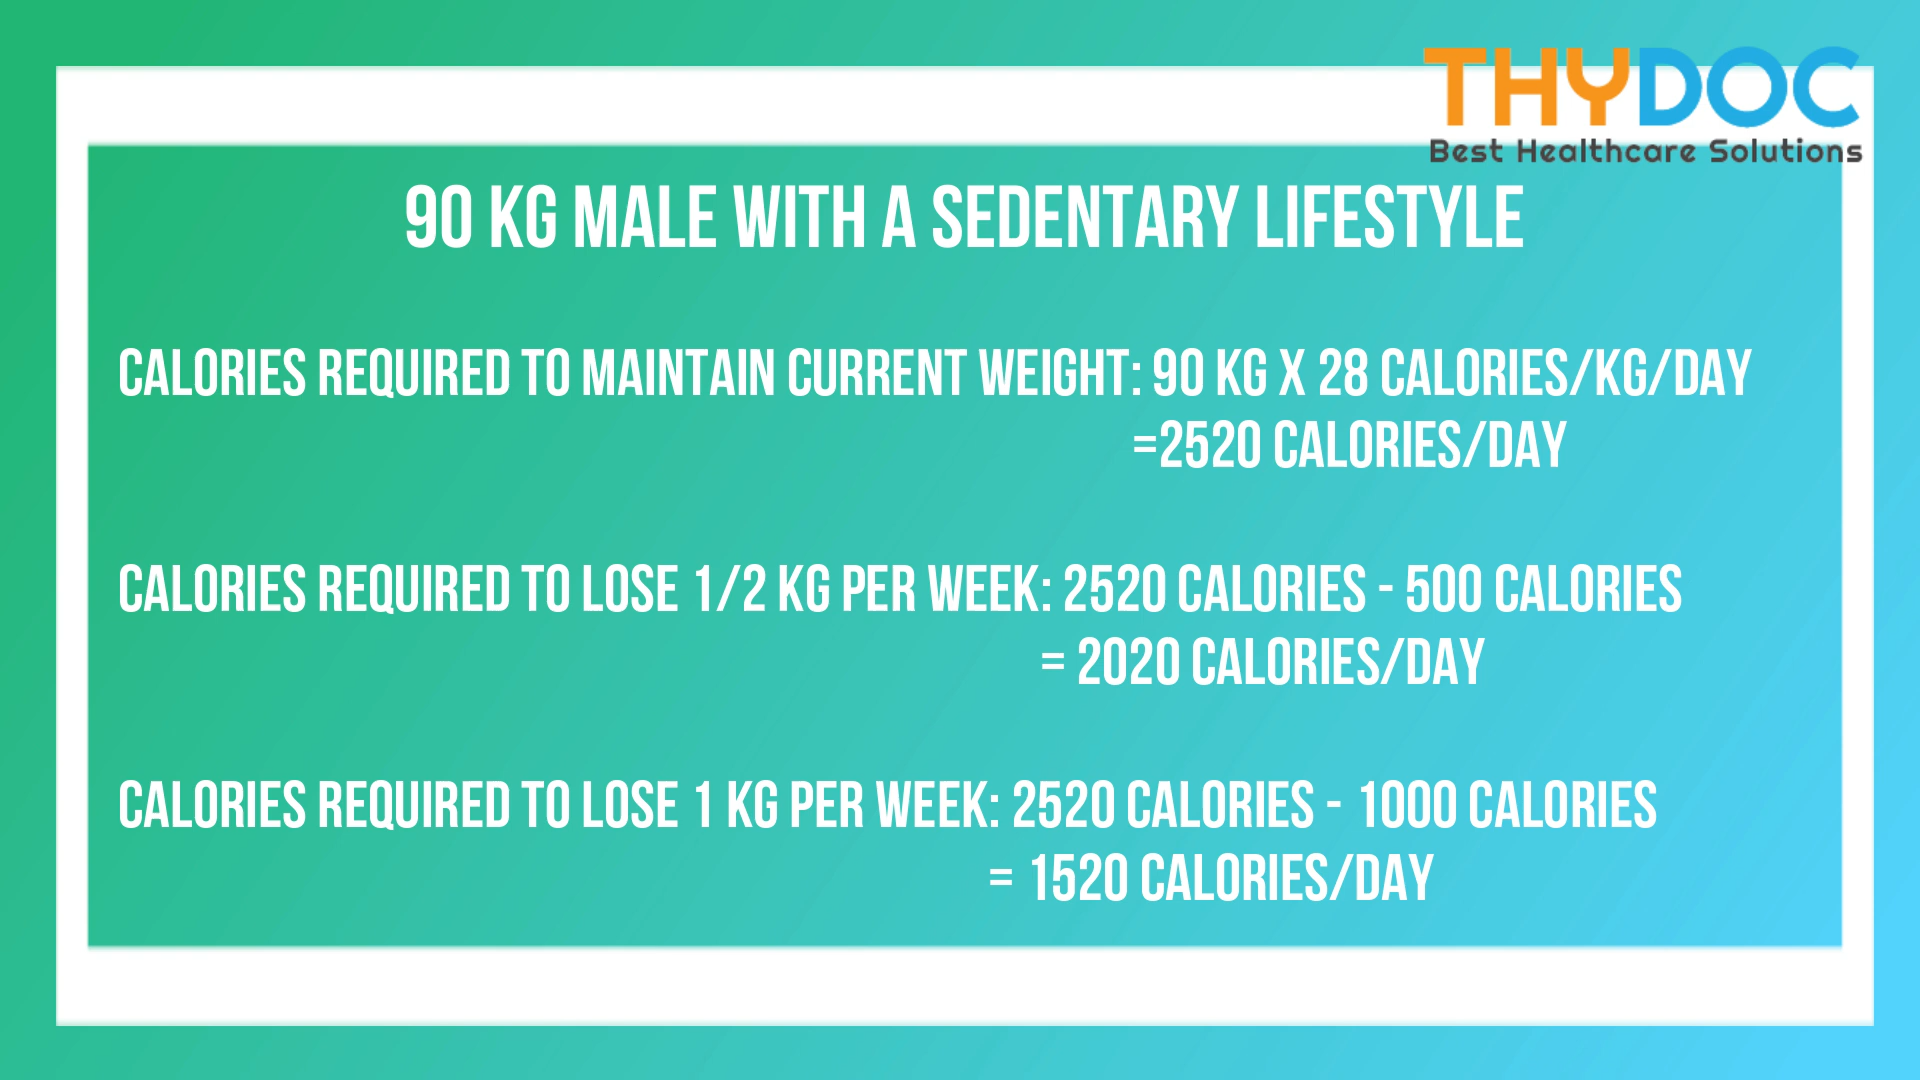 THYDOC
Best Healthcare Solutions
90 KG MALE WITH A SEDENTARY LIFESTYLE
CALORIES REQUIRED TO MAINTAIN CURRENT WEIGHT: 90 KG X 28 CALORIES/KG/DAY
=2520 CALORIES/DAY
CALORIES REQUIRED TO LOSE 1/2 KG PER WEEK: 2520 CALORIES - 500 CALORIES
= 2020 CALORIES/DAY
CALORIES REQUIRED TO LOSE 1 KG PER WEEK: 2520 CALORIES - 1000 CALORIES
= 1520 CALORIES/DAY